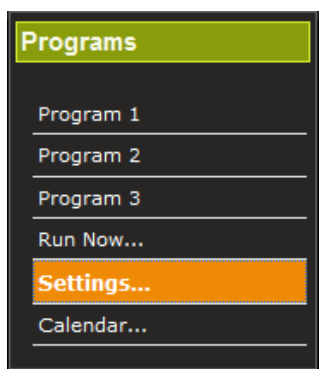 Programs
Program 1
Program 2
Program 3
Run Now...
Settings...
Calendar...